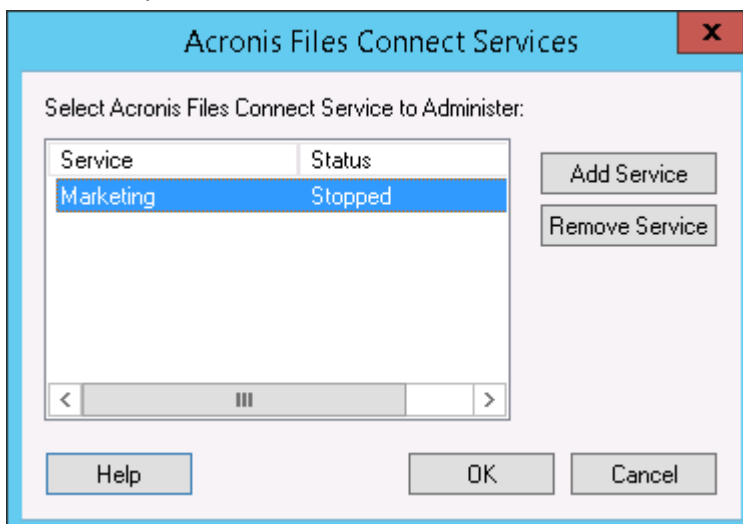 Acronis Files Connect Services
x
Select Acronis Files Connect Service to Administer:
Service Status
Marketing Stopped
Add Service
Remove Service
Help OK Cancel